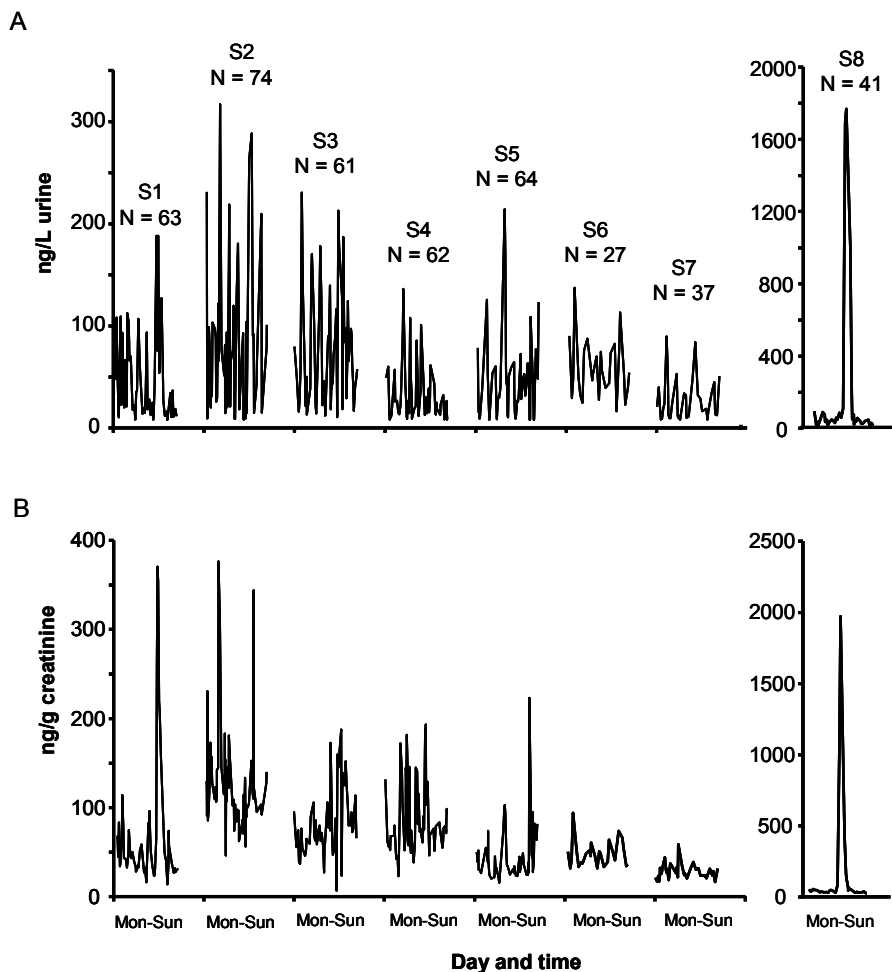 A
S1
N = 63
S2
N = 74
S3
N = 61
S4
N = 62
S5
N = 64
S6
N = 27
S7
N = 37
S8
N = 41
ng/L urine
300
200
100
0
2000
1600
1200
800
400
0
B
ng/g creatinine
400
300
200
100
0
2500
2000
1500
1000
500
0
Mon-Sun Mon-Sun Mon-Sun Mon-Sun Mon-Sun Mon-Sun Mon-Sun Mon-Sun
Day and time